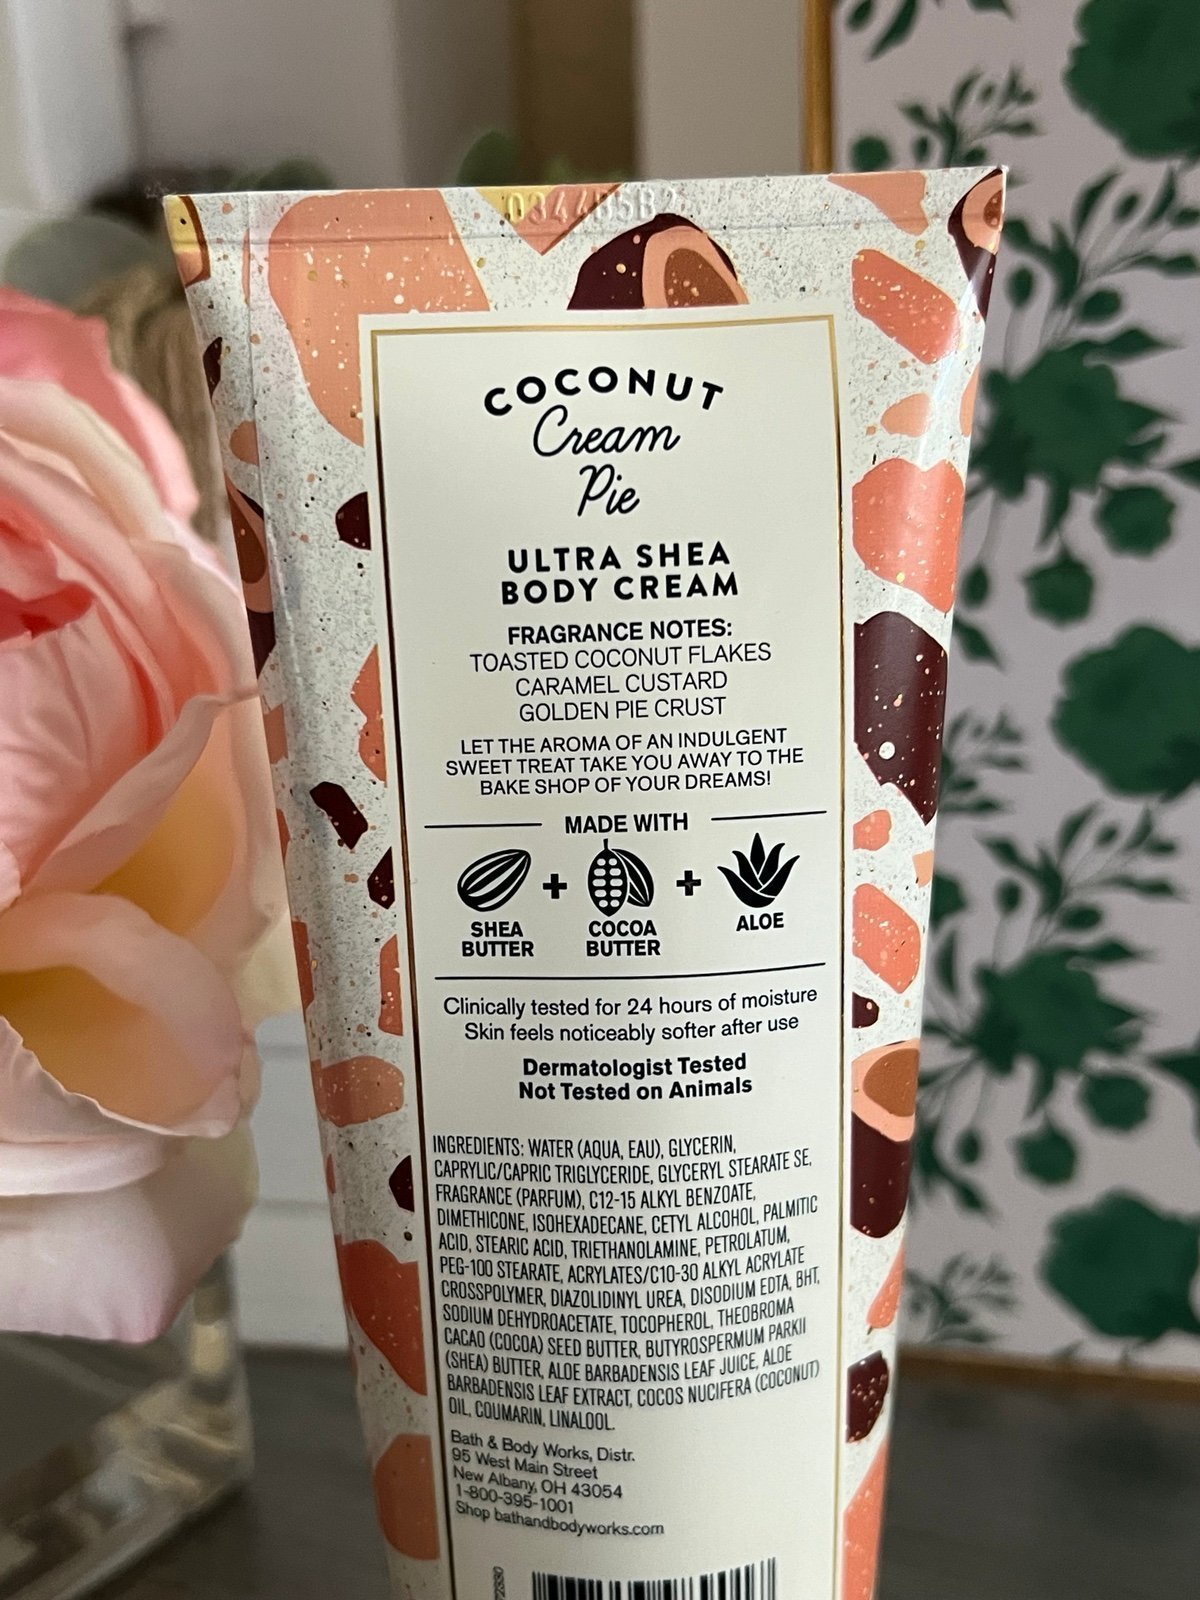 0344B5B2
COCONUT
Cream
Pie
ULTRA SHEA
BODY CREAM
FRAGRANCE NOTES:
TOASTED COCONUT FLAKES
CARAMEL CUSTARD
GOLDEN PIE CRUST
LET THE AROMA OF AN INDULGENT
SWEET TREAT TAKE YOU AWAY TO THE
BAKE SHOP OF YOUR DREAMS!
MADE WITH
SHEA BUTTER + COCOA BUTTER + ALOE
Clinically tested for 24 hours of moisture
Skin feels noticeably softer after use
Dermatologist Tested
Not Tested on Animals
INGREDIENTS: WATER (AQUA, EAU), GLYCERIN,
CAPRYLIC/CAPRIC TRIGLYCERIDE, GLYCERYL STEARATE SE,
FRAGRANCE (PARFUM), C12-15 ALKYL BENZOATE,
DIMETHICONE, ISOHEXADECANE, CETYL ALCOHOL, PALMITIC
ACID, STEARIC ACID, TRIETHANOLAMINE, PETROLATUM,
PEG-100 STEARATE, ACRYLATES/C10-30 ALKYL ACRYLATE
CROSSPOLYMER, DIAZOLIDINYL UREA, DISODIUM EDTA, BHT,
SODIUM DEHYDROACETATE, TOCOPHEROL, THEOBROMA
CACAO (COCOA) SEED BUTTER, BUTYROSPERMUM PARKII
(SHEA) BUTTER, ALOE BARBADENSIS LEAF JUICE, ALOE
BARBADENSIS LEAF EXTRACT, COCOS NUCIFERA (COCONUT)
OIL, COUMARIN, LINALOOL.
Bath & Body Works, Distr.
95 West Main Street
New Albany, OH 43054
1-800-395-1001
Shop bathandbodyworks.com